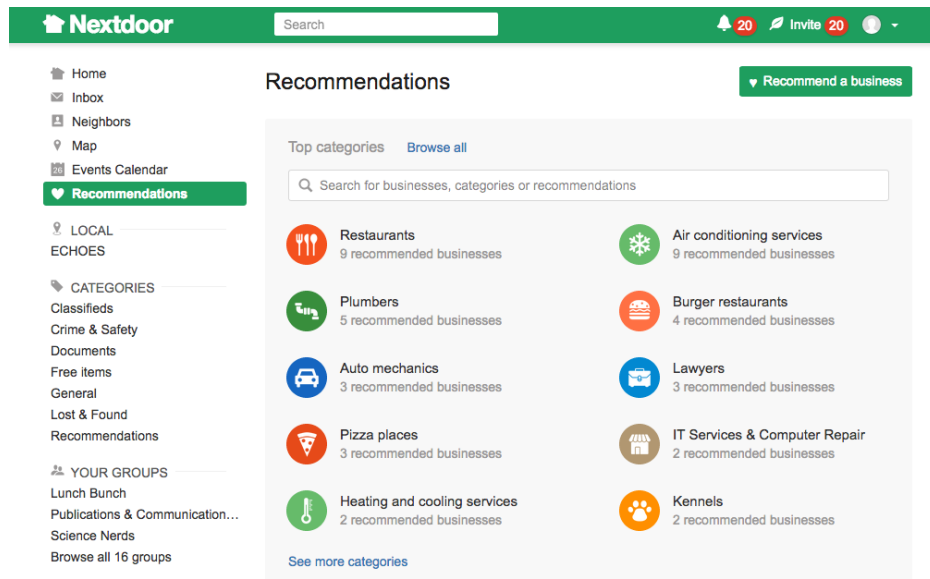 Nextdoor
Search
20
Invite 20
Home
Inbox
Neighbors
Map
26 Events Calendar
Recommendations
LOCAL
ECHOES
CATEGORIES
Classifieds
Crime & Safety
Documents
Free items
General
Lost & Found
Recommendations
YOUR GROUPS
Lunch Bunch
Publications & Communication...
Science Nerds
Browse all 16 groups
Recommendations
Recommend a business
Top categories Browse all
Search for businesses, categories or recommendations
Restaurants
9 recommended businesses
Air conditioning services
9 recommended businesses
Plumbers
5 recommended businesses
Burger restaurants
4 recommended businesses
Auto mechanics
3 recommended businesses
Lawyers
3 recommended businesses
Pizza places
3 recommended businesses
IT Services & Computer Repair
2 recommended businesses
Heating and cooling services
2 recommended businesses
Kennels
2 recommended businesses
See more categories